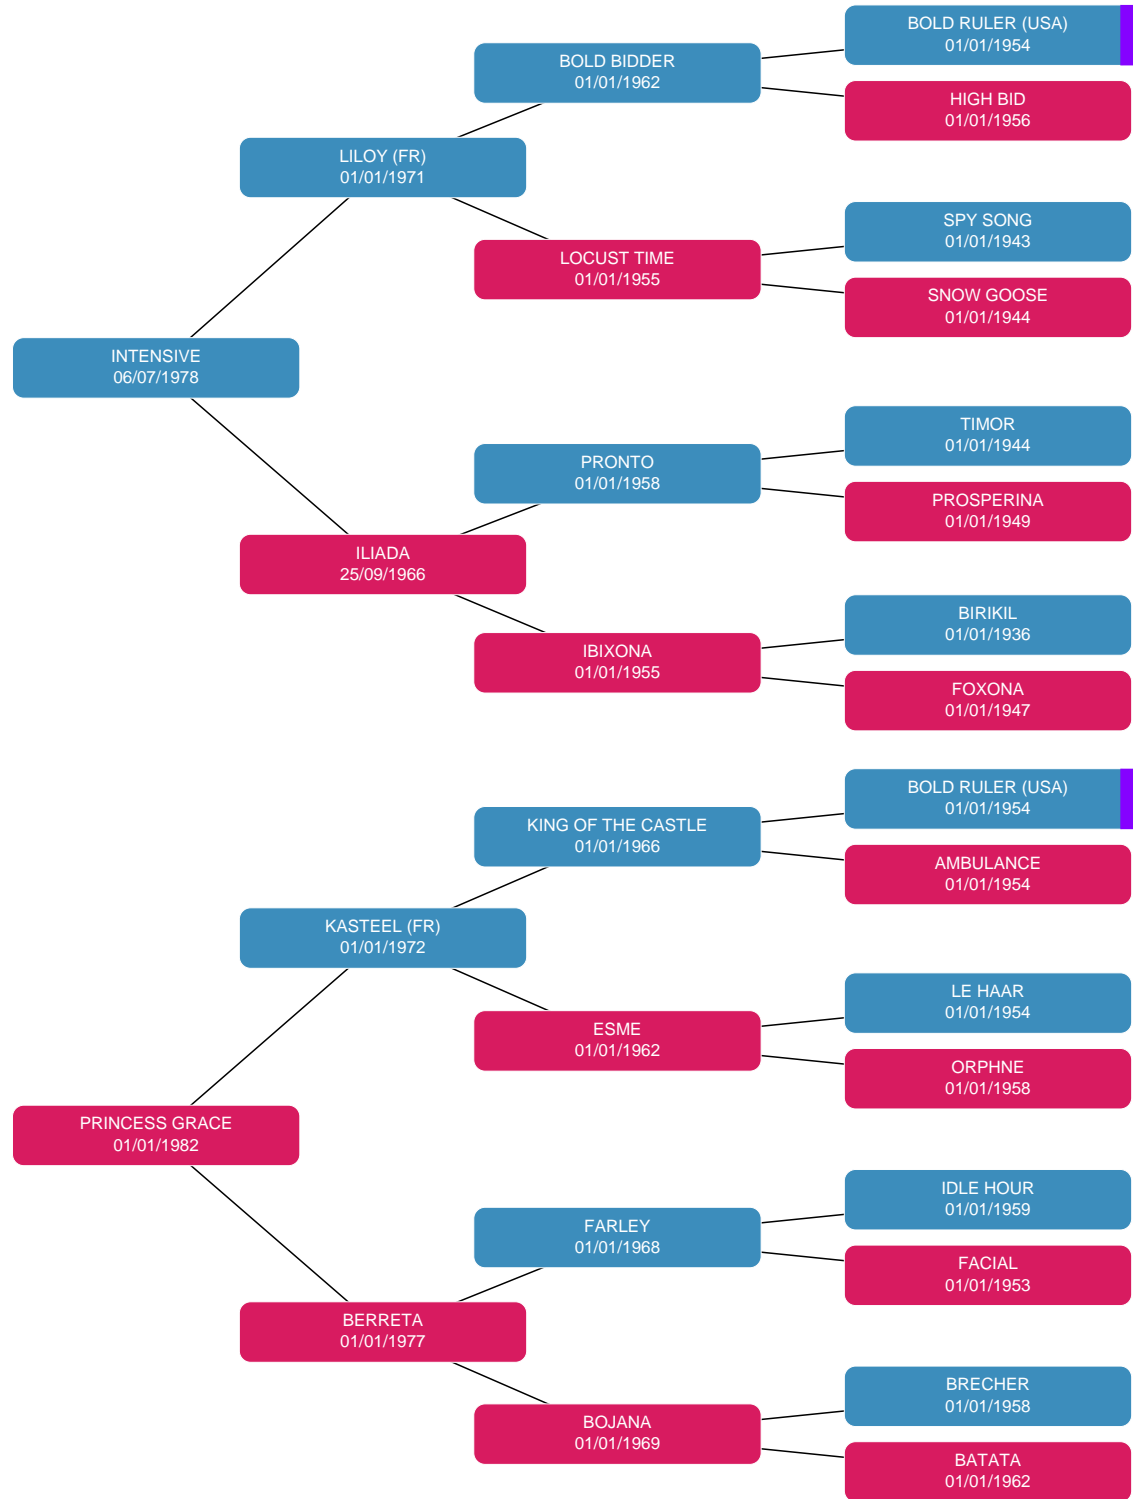 BOLD RULER (USA)
01/01/1954
BOLD BIDDER
01/01/1962
HIGH BID
01/01/1956
LILOY (FR)
01/01/1971
SPY SONG
01/01/1943
LOCUST TIME
01/01/1955
SNOW GOOSE
01/01/1944
INTENSIVE
06/07/1978
TIMOR
01/01/1944
PRONTO
01/01/1958
PROSPERINA
01/01/1949
ILIADA
25/09/1966
BIRIKIL
01/01/1936
IBIXONA
01/01/1955
FOXONA
01/01/1947
BOLD RULER (USA)
01/01/1954
KING OF THE CASTLE
01/01/1966
AMBULANCE
01/01/1954
KASTEEL (FR)
01/01/1972
LE HAAR
01/01/1954
ESME
01/01/1962
ORPHNE
01/01/1958
PRINCESS GRACE
01/01/1982
IDLE HOUR
01/01/1959
FARLEY
01/01/1968
FACIAL
01/01/1953
BERRETA
01/01/1977
BRECHER
01/01/1958
BOJANA
01/01/1969
BATATA
01/01/1962